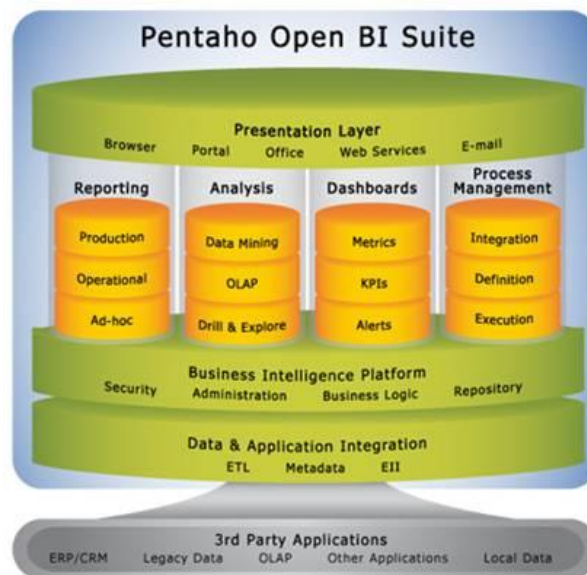 Pentaho Open BI Suite
Presentation Layer
Browser Portal Office Web Services E-mail
Reporting Analysis Dashboards Process Management
Production Data Mining Metrics Integration
Operational OLAP KPIs Definition
Ad-hoc Drill & Explore Alerts Execution
Business Intelligence Platform
Security Administration Business Logic Repository
Data & Application Integration
ETL Metadata EII
3rd Party Applications
ERP/CRM Legacy Data OLAP Other Applications Local Data